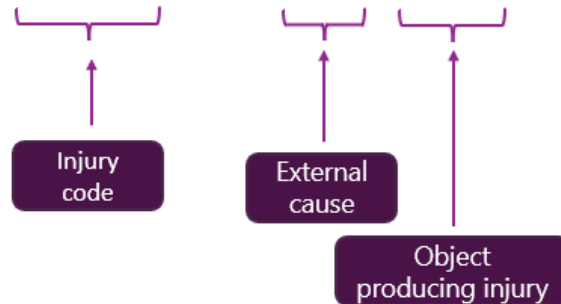 Injury
code
External
cause
Object
producing injury